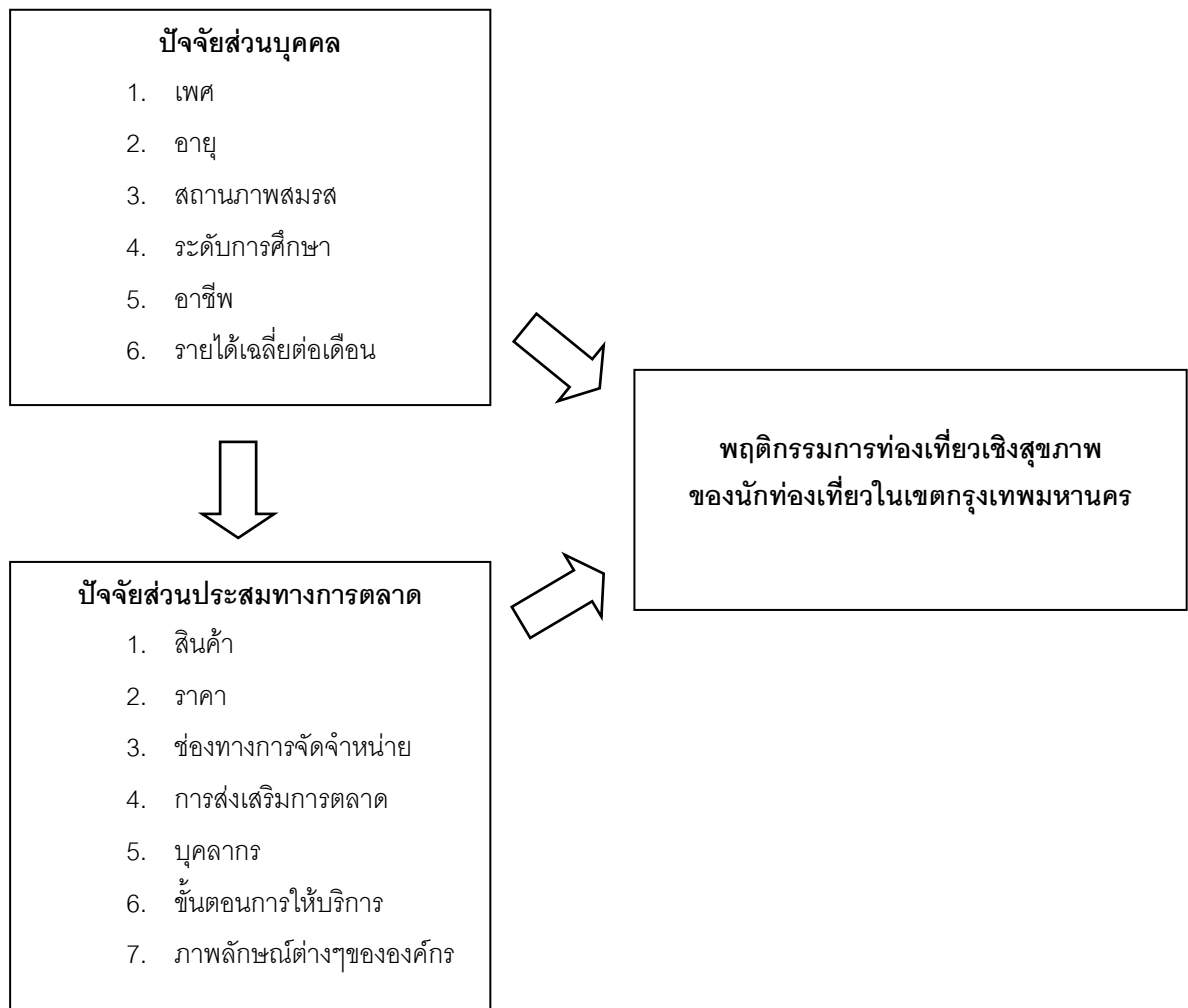 ปัจจัยส่วนบุคคล
1. เพศ
2. อายุ
3. สถานภาพสมรส
4. ระดับการศึกษา
5. อาชีพ
6. รายได้เฉลี่ยต่อเดือน
พฤติกรรมการท่องเที่ยวเชิงสุขภาพ
ของนักท่องเที่ยวในเขตกรุงเทพมหานคร
ปัจจัยส่วนประสมทางการตลาด
1. สินค้า
2. ราคา
3. ช่องทางการจัดจำหน่าย
4. การส่งเสริมการตลาด
5. บุคลากร
6. ขั้นตอนการให้บริการ
7. ภาพลักษณ์ต่างๆขององค์กร